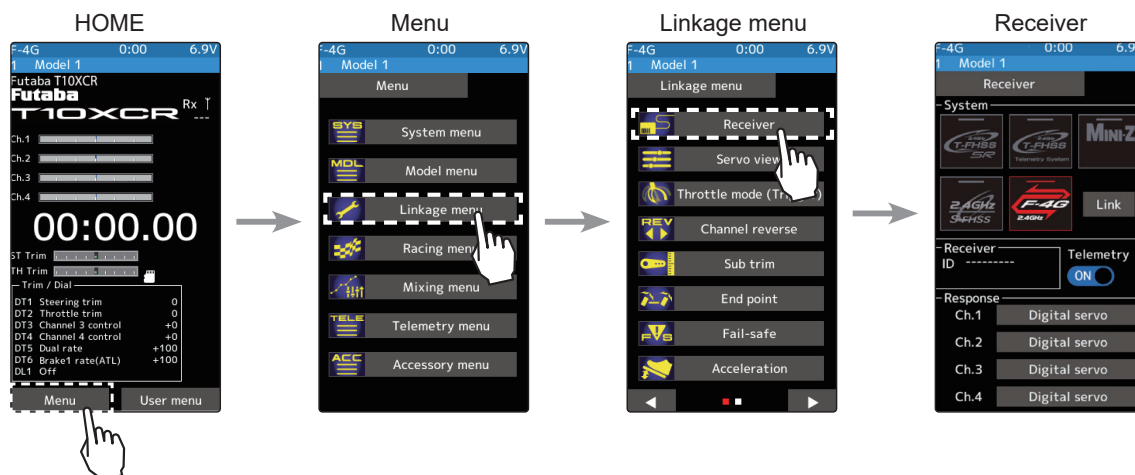 HOME
-4G 0:00 6.9V
1 Model 1
Futaba T10XCR
Futaba
T10XCR
Rx
---
Ch.1
Ch.2
Ch.3
Ch.4
00:00.00
ST Trim
TH Trim
Trim / Dial
DT1 Steering trim 0
DT2 Throttle trim 0
DT3 Channel 3 control +0
DT4 Channel 4 control +0
DT5 Dual rate +100
DT6 Brake1 rate(ATL) +100
DL1 Off
Menu User menu
Menu
-4G 0:00 6.9V
1 Model 1
Menu
SYS System menu
MDL Model menu
Linkage menu
Racing menu
Mixing menu
TELE Telemetry menu
ACC Accessory menu
Linkage menu
-4G 0:00 6.9V
1 Model 1
Linkage menu
Receiver
Servo view
Throttle mode (Tr
REV Channel reverse
Sub trim
End point
F/S Fail-safe
Acceleration
Receiver
-4G 0:00 6.9
1 Model 1
Receiver
System
2.4GHz T-FHSS SR
2.4GHz T-FHSS Telemetry System
MINI-Z
2.4GHz S-FHSS
F-4G 2.4GHz
Link
Receiver
ID ---------
Telemetry
ON
Response
Ch.1 Digital servo
Ch.2 Digital servo
Ch.3 Digital servo
Ch.4 Digital servo